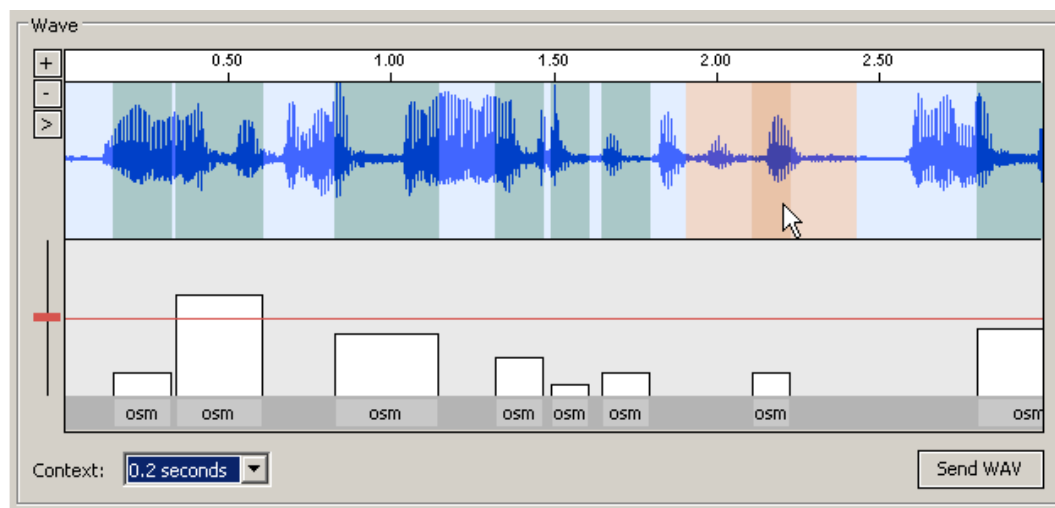 Wave
+ 0.50 1.00 1.50 2.00 2.50
-
>
osm osm osm osm osm osm osm osm
Context: 0.2 seconds Send WAV